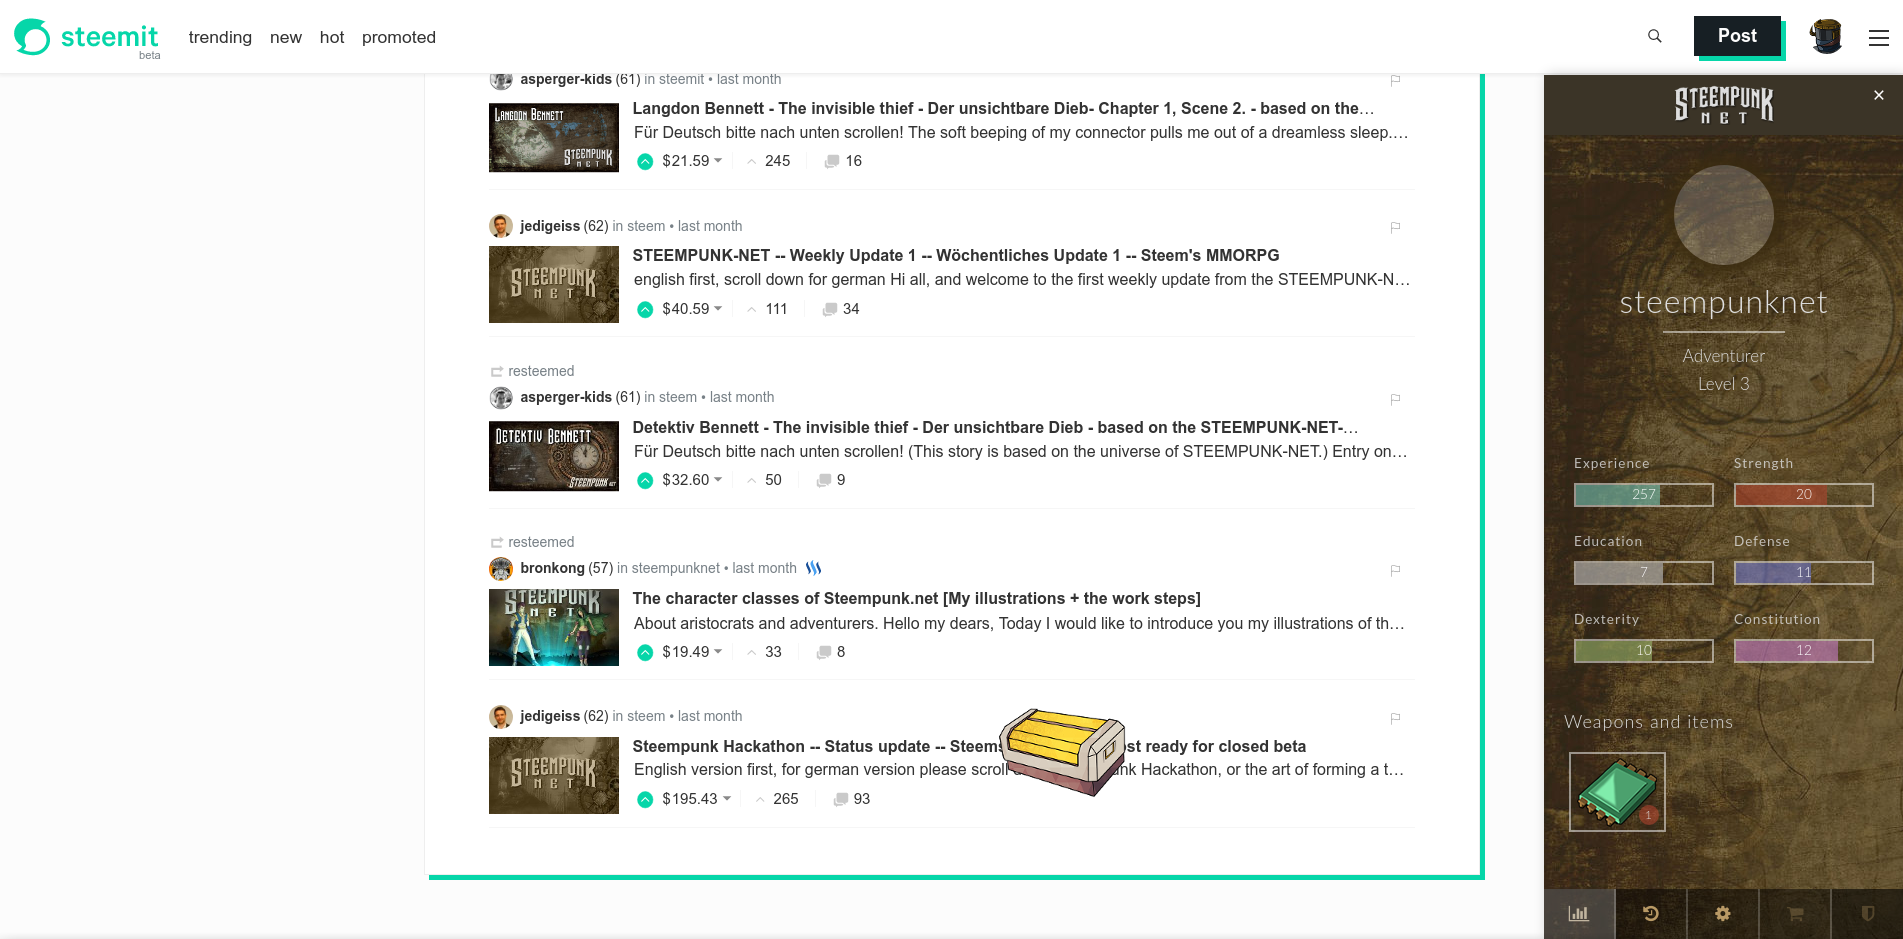 steemit
beta
trending new hot promoted
Post
asperger-kids (61) in steemit • last month
LANGDON BENNETT
STEEMPUNK
NET
Langdon Bennett - The invisible thief - Der unsichtbare Dieb- Chapter 1, Scene 2. - based on the…
Für Deutsch bitte nach unten scrollen! The soft beeping of my connector pulls me out of a dreamless sleep.…
$21.59 245 16
jedigeiss (62) in steem • last month
STEEMPUNK
NET
STEEMPUNK-NET -- Weekly Update 1 -- Wöchentliches Update 1 -- Steem's MMORPG
english first, scroll down for german Hi all, and welcome to the first weekly update from the STEEMPUNK-N…
$40.59 111 34
resteemed
asperger-kids (61) in steem • last month
DETEKTIV BENNETT
STEEMPUNK NET
Detektiv Bennett - The invisible thief - Der unsichtbare Dieb - based on the STEEMPUNK-NET-…
Für Deutsch bitte nach unten scrollen! (This story is based on the universe of STEEMPUNK-NET.) Entry on…
$32.60 50 9
resteemed
bronkong (57) in steempunknet • last month
STEEMPUNK
NET
The character classes of Steempunk.net [My illustrations + the work steps]
About aristocrats and adventurers. Hello my dears, Today I would like to introduce you my illustrations of th…
$19.49 33 8
jedigeiss (62) in steem • last month
STEEMPUNK
NET
Steempunk Hackathon -- Status update -- Steems st ready for closed beta
English version first, for german version please scroll nk Hackathon, or the art of forming a t…
$195.43 265 93
STEEMPUNK
NET
×
steempunknet
Adventurer
Level 3
Experience Strength
257 20
Education Defense
7 11
Dexterity Constitution
10 12
Weapons and items
1